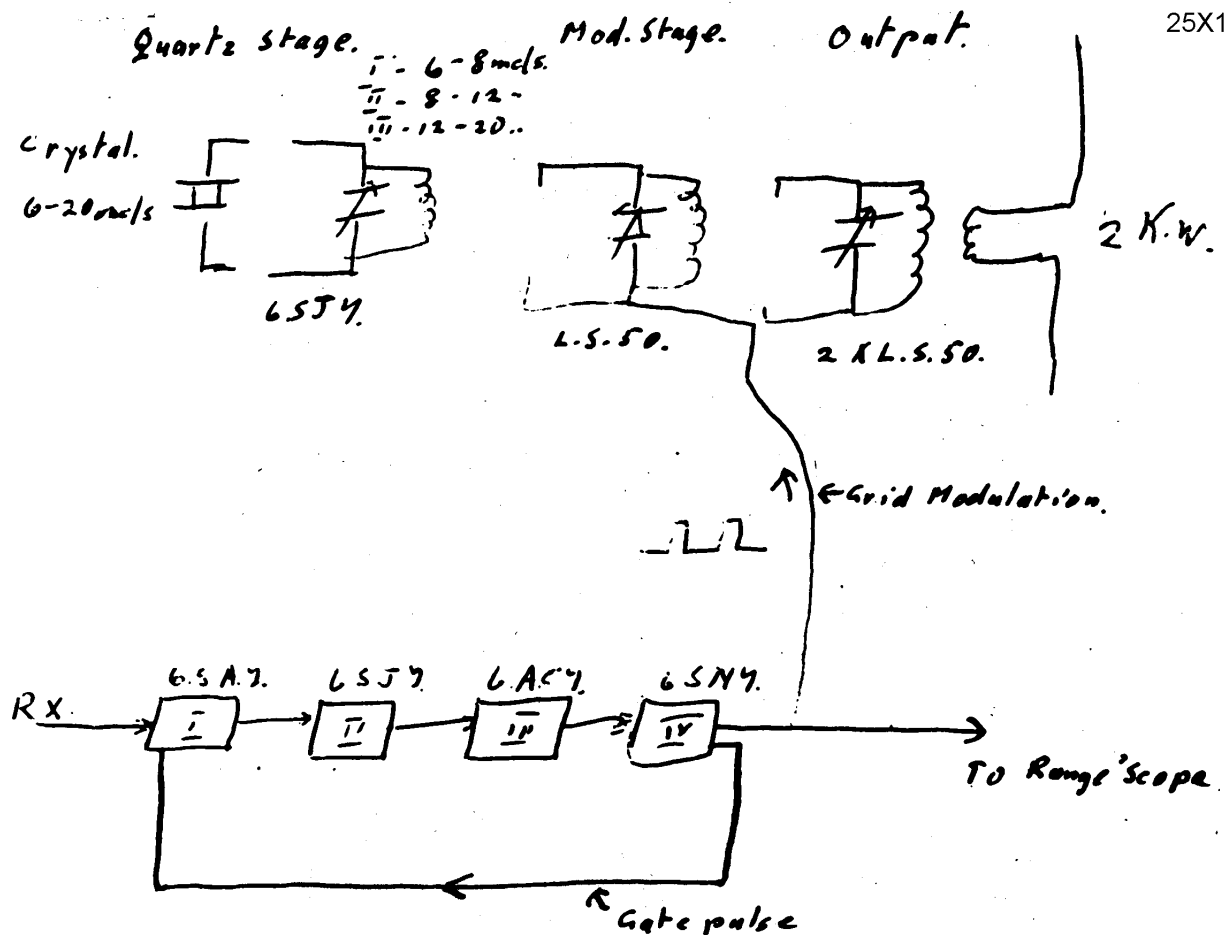 25X1
Quartz Stage.
Mod. Stage.
Output.
I - 6-8 mc/s.
II - 8-12 -
III - 12-20..
Crystal.
6-20 mc/s
2 K.W.
6SJ7.
L.S.50.
2 X L.S.50.
←Grid Modulation.
6.S A.7.
6SJ7.
6.AC7.
6SN7.
RX
I
II
III
IV
To Range 'Scope
Gate pulse